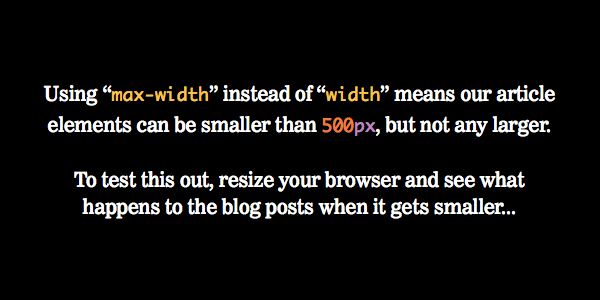 Using “max-width” instead of “width” means our article
elements can be smaller than 500px, but not any larger.
To test this out, resize your browser and see what
happens to the blog posts when it gets smaller...